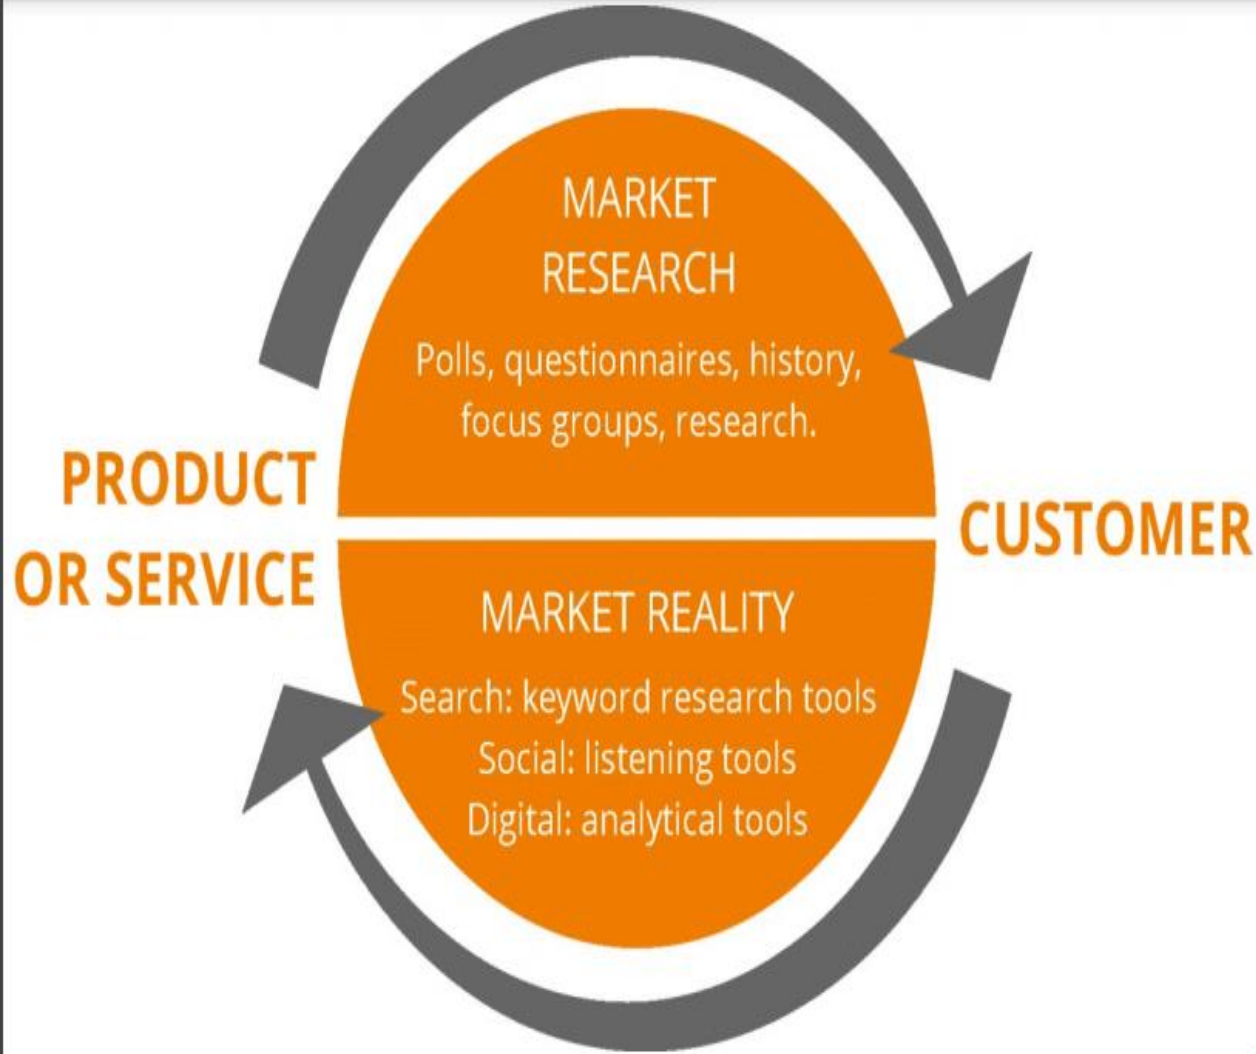 MARKET
RESEARCH
Polls, questionnaires, history,
focus groups, research.
PRODUCT
OR SERVICE
CUSTOMER
MARKET REALITY
Search: keyword research tools
Social: listening tools
Digital: analytical tools